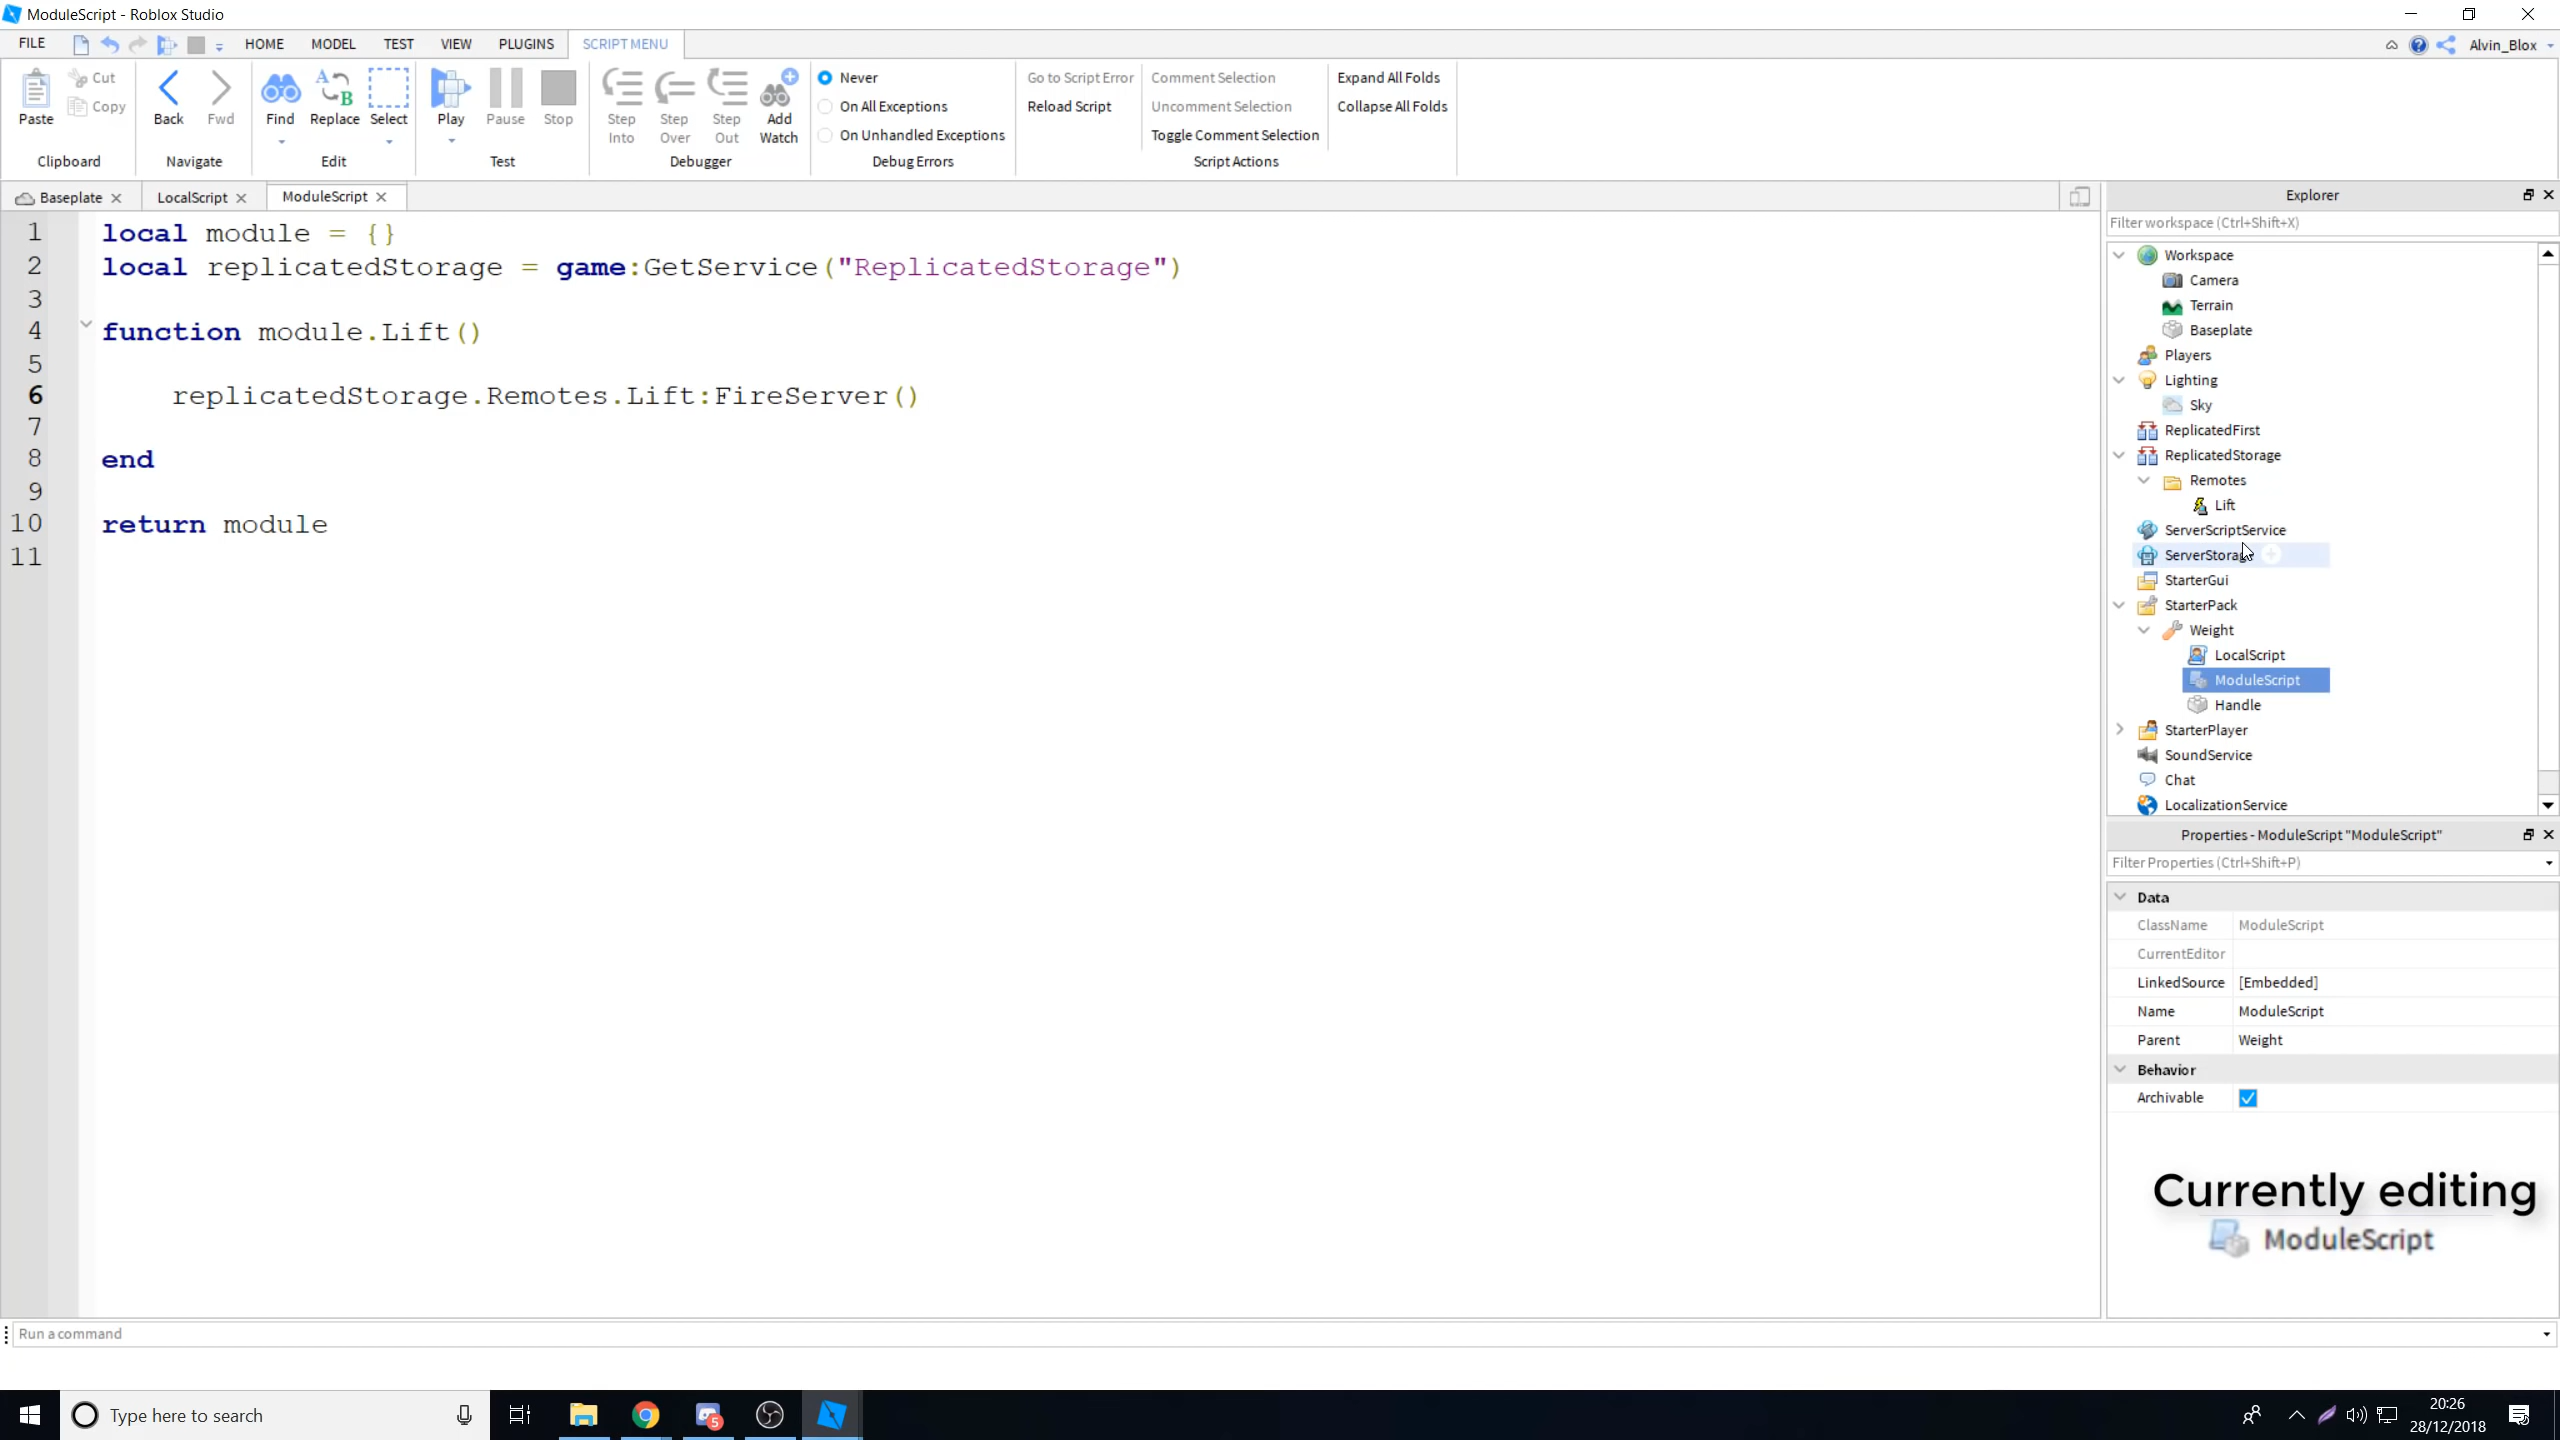 ModuleScript - Roblox Studio
FILE HOME MODEL TEST VIEW PLUGINS SCRIPT MENU Alvin_Blox
Paste Cut Copy Back Fwd Find Replace Select Play Pause Stop Step Into Step Over Step Out Add Watch
Never
On All Exceptions
On Unhandled Exceptions
Go to Script Error
Reload Script
Comment Selection
Uncomment Selection
Toggle Comment Selection
Expand All Folds
Collapse All Folds
Clipboard Navigate Edit Test Debugger Debug Errors Script Actions
Baseplate LocalScript ModuleScript
1 local module = {}
2 local replicatedStorage = game:GetService("ReplicatedStorage")
3
4 function module.Lift()
5
6 replicatedStorage.Remotes.Lift:FireServer()
7
8 end
9
10 return module
11
Explorer
Filter workspace (Ctrl+Shift+X)
Workspace
Camera
Terrain
Baseplate
Players
Lighting
Sky
ReplicatedFirst
ReplicatedStorage
Remotes
Lift
ServerScriptService
ServerStorage
StarterGui
StarterPack
Weight
LocalScript
ModuleScript
Handle
StarterPlayer
SoundService
Chat
LocalizationService
Properties - ModuleScript "ModuleScript"
Filter Properties (Ctrl+Shift+P)
Data
ClassName ModuleScript
CurrentEditor
LinkedSource [Embedded]
Name ModuleScript
Parent Weight
Behavior
Archivable
Currently editing
ModuleScript
Run a command
Type here to search
5
20:26
28/12/2018